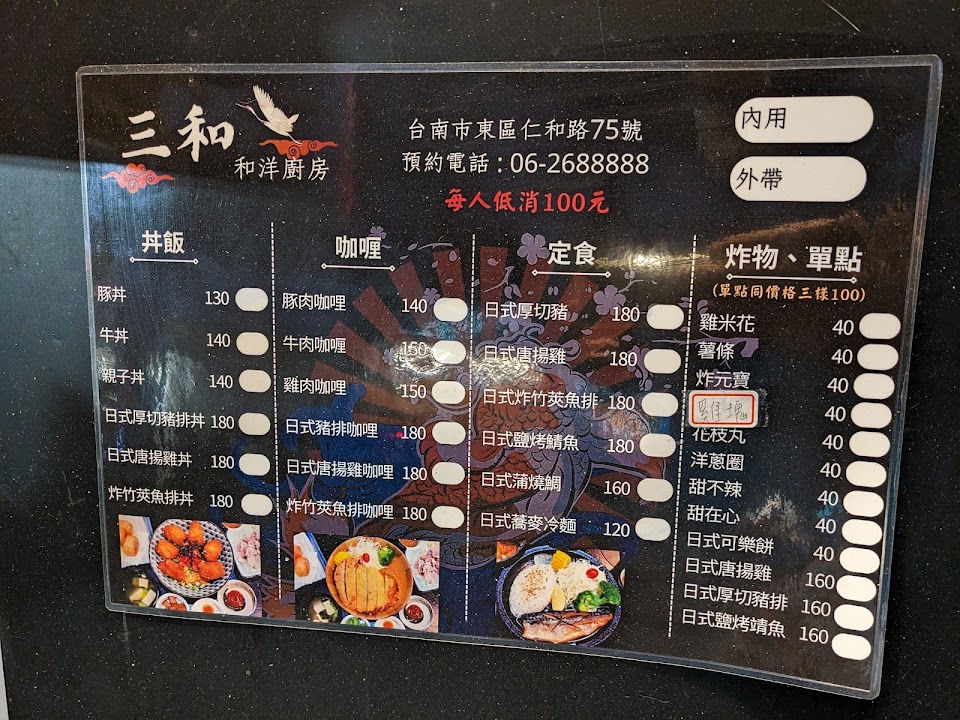 三和
和洋廚房
台南市東區仁和路75號
預約電話：06-2688888
每人低消100元
內用
外帶
丼飯
豚丼 130
牛丼 140
親子丼 140
日式厚切豬排丼 180
日式唐揚雞丼 180
炸竹莢魚排丼 180
咖喱
豚肉咖哩 140
牛肉咖哩 150
雞肉咖哩 150
日式豬排咖哩 180
日式唐揚雞咖哩 180
炸竹莢魚排咖哩 180
定食
日式厚切豬 180
日式唐揚雞 180
日式炸竹莢魚排 180
日式鹽烤鯖魚 180
日式蒲燒鯛 160
日式蕎麥冷麵 120
炸物、單點
(單點同價格三樣100)
雞米花 40
薯條 40
炸元寶 40
雞塊 40
花枝丸 40
洋蔥圈 40
甜不辣 40
甜在心 40
日式可樂餅 40
日式唐揚雞 160
日式厚切豬排 160
日式鹽烤靖魚 160